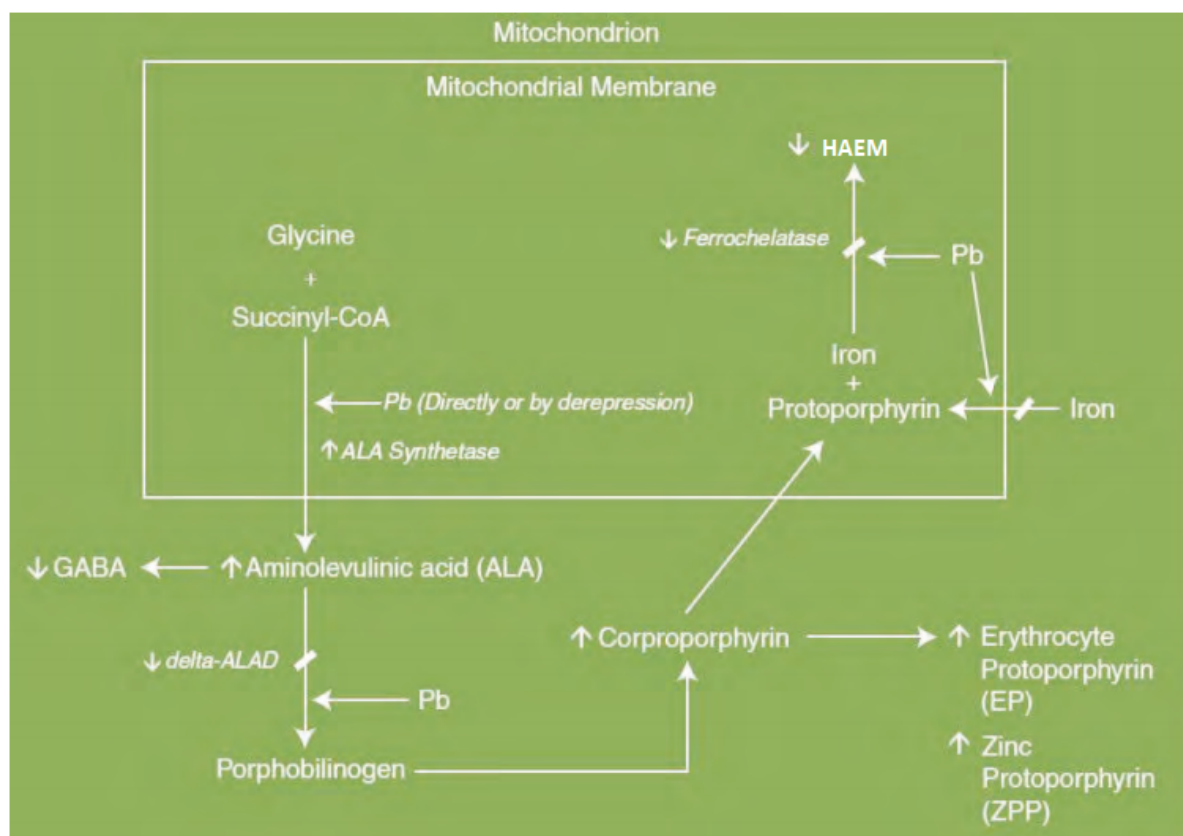 Mitochondrion
Mitochondrial Membrane
↓ HAEM
Glycine
+
Succinyl-CoA
↓ Ferrochelatase
Pb
Iron
+
Protoporphyrin
Iron
Pb (Directly or by derepression)
↑ ALA Synthetase
↓ GABA
↑ Aminolevulinic acid (ALA)
↓ delta-ALAD
Pb
Porphobilinogen
↑ Corproporphyrin
↑ Erythrocyte
Protoporphyrin
(EP)
↑ Zinc
Protoporphyrin
(ZPP)